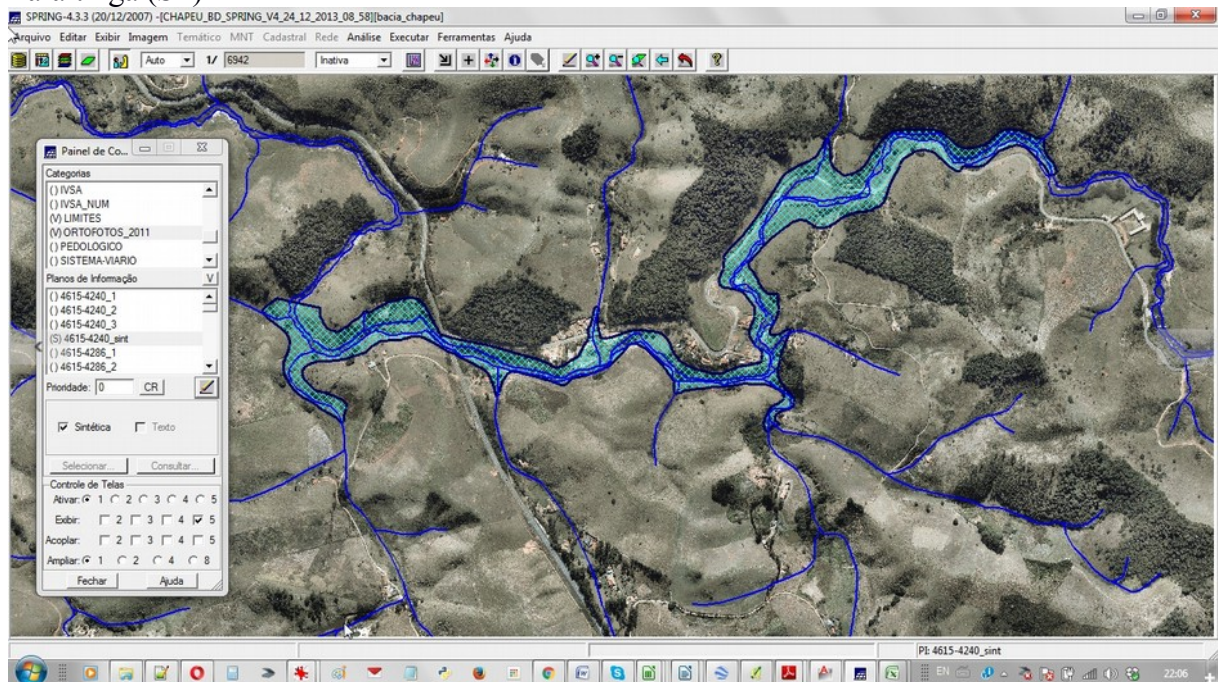 SPRING-4.3.3 (20/12/2007) -[CHAPEU_BD_SPRING_V4_24_12_2013_08_58][bacia_chapeu]
Arquivo Editar Exibir Imagem Temático MNT Cadastral Rede Análise Executar Ferramentas Ajuda
Auto 1/ 6942 Inativa
Painel de Co...
Categorias
() IVSA
() IVSA_NUM
(V) LIMITES
(V) ORTOFOTOS_2011
() PEDOLOGICO
() SISTEMA-VIARIO
Planos de Informação V
() 4615-4240_1
() 4615-4240_2
() 4615-4240_3
(S) 4615-4240_sint
() 4615-4286_1
() 4615-4286_2
Prioridade: 0 CR
Sintética Texto
Selecionar... Consultar...
Controle de Telas
Ativar: 1 2 3 4 5
Exibir: 2 3 4 5
Acoplar: 2 3 4 5
Ampliar: 1 2 4 8
Fechar Ajuda
PI: 4615-4240_sint
EN 22:06